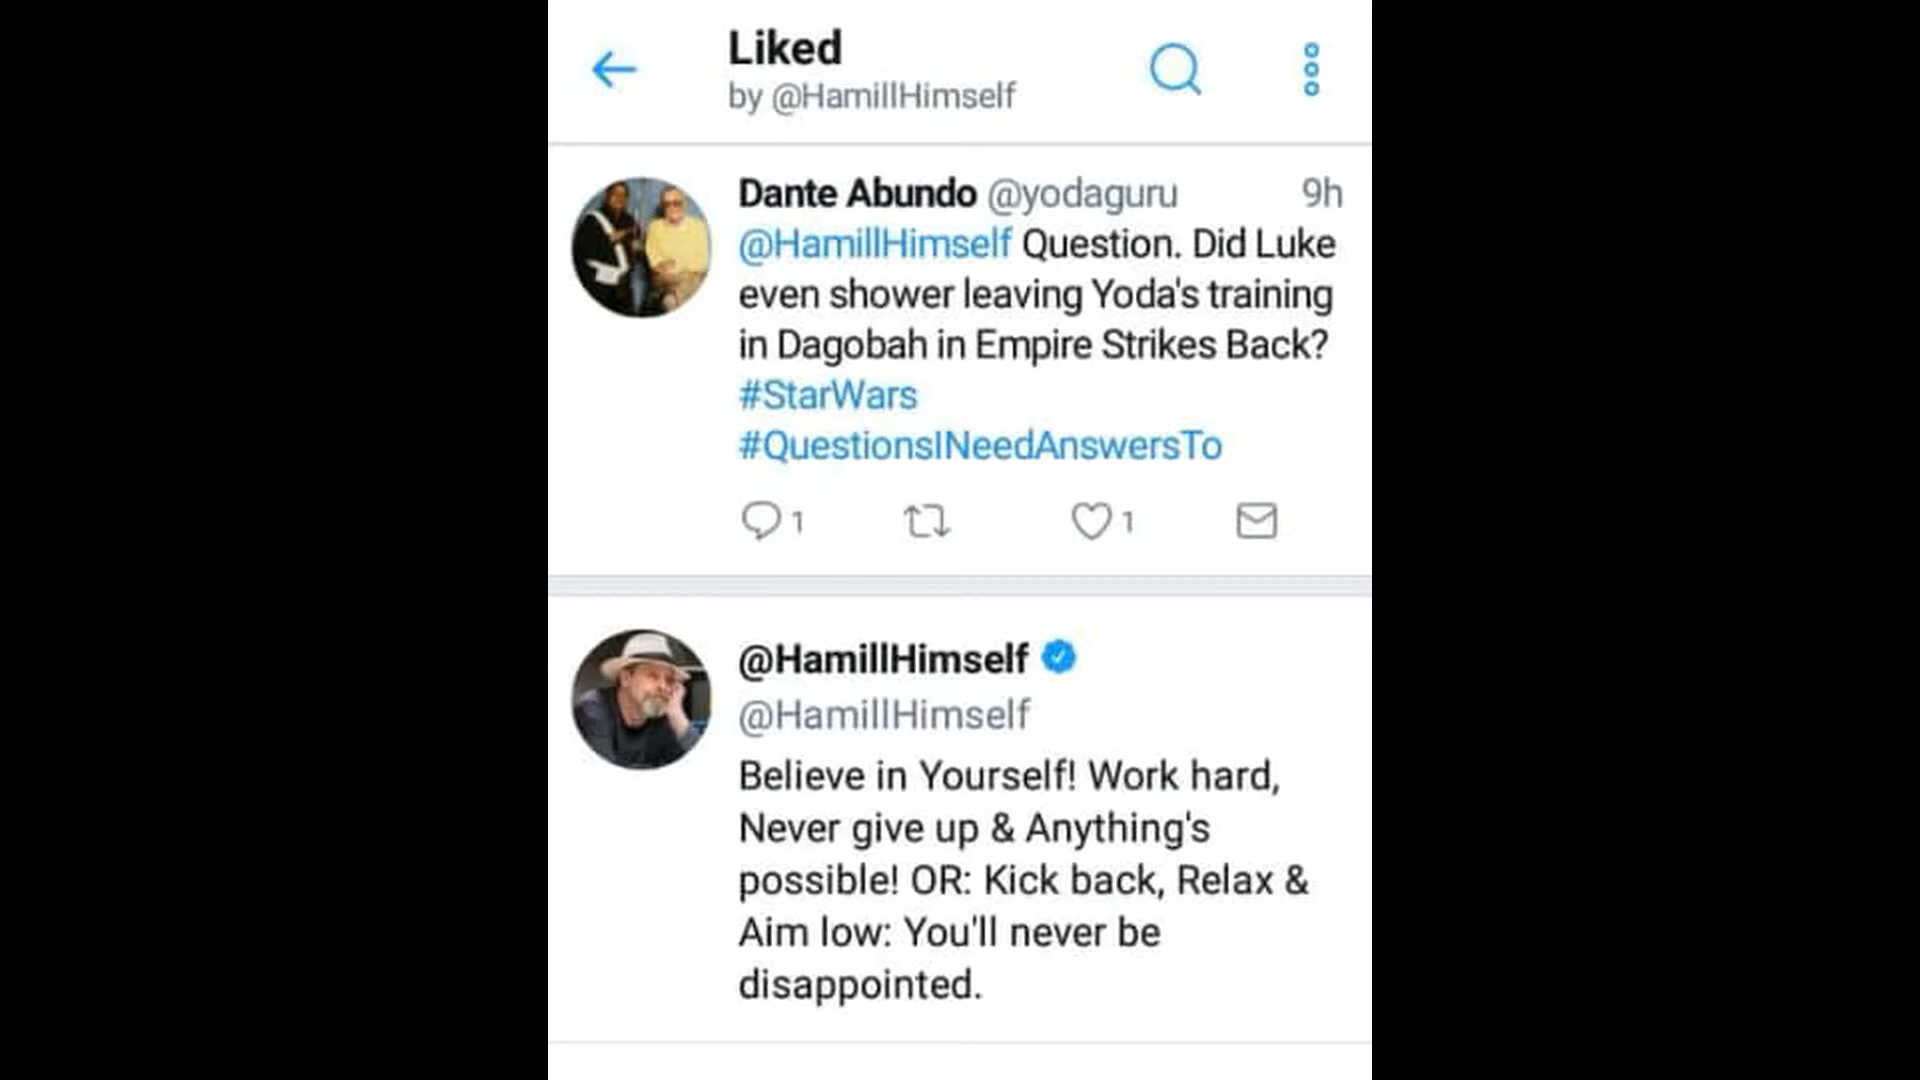 Liked
by @HamillHimself
Dante Abundo @yodaguru 9h
@HamillHimself Question. Did Luke
even shower leaving Yoda's training
in Dagobah in Empire Strikes Back?
#StarWars
#QuestionsINeedAnswersTo
1 1
@HamillHimself
@HamillHimself
Believe in Yourself! Work hard,
Never give up & Anything's
possible! OR: Kick back, Relax &
Aim low: You'll never be
disappointed.